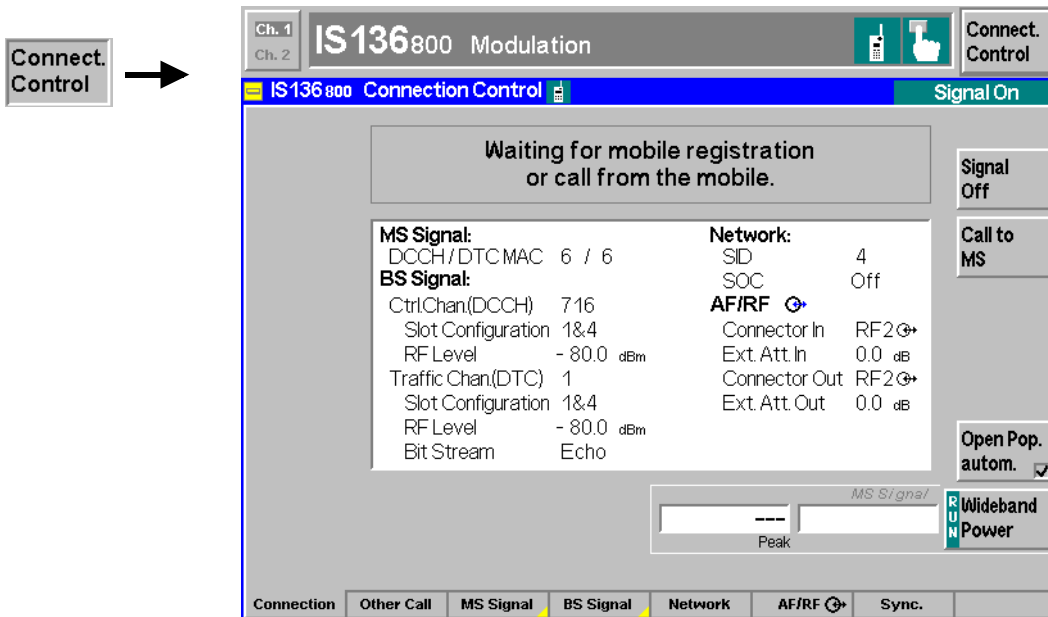 Connect.
Control
Ch. 1
Ch. 2
IS136 800 Modulation
Connect.
Control
IS136 800 Connection Control
Signal On
Waiting for mobile registration
or call from the mobile.
Signal
Off
Call to
MS
MS Signal:
DCCH / DTC MAC 6 / 6
BS Signal:
Ctrl.Chan.(DCCH) 716
Slot Configuration 1&4
RF Level - 80.0 dBm
Traffic Chan.(DTC) 1
Slot Configuration 1&4
RF Level - 80.0 dBm
Bit Stream Echo
Network:
SID 4
SOC Off
AF/RF
Connector In RF2
Ext. Att. In 0.0 dB
Connector Out RF2
Ext. Att. Out 0.0 dB
Open Pop.
autom.
MS Signal
---
Peak
RUN
Wideband
Power
Connection Other Call MS Signal BS Signal Network AF/RF Sync.